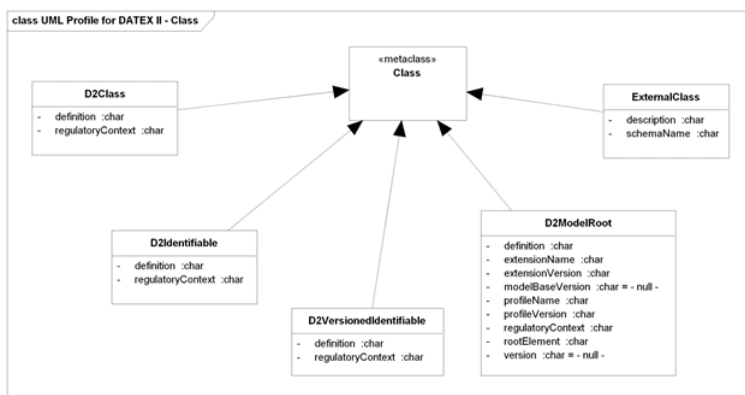 class UML Profile for DATEX II - Class
«metaclass»
Class
D2Class
- definition :char
- regulatoryContext :char
ExternalClass
- description :char
- schemaName :char
D2Identifiable
- definition :char
- regulatoryContext :char
D2ModelRoot
- definition :char
- extensionName :char
- extensionVersion :char
- modelBaseVersion :char = - null -
- profileName :char
- profileVersion :char
- regulatoryContext :char
- rootElement :char
- version :char = - null -
D2VersionedIdentifiable
- definition :char
- regulatoryContext :char